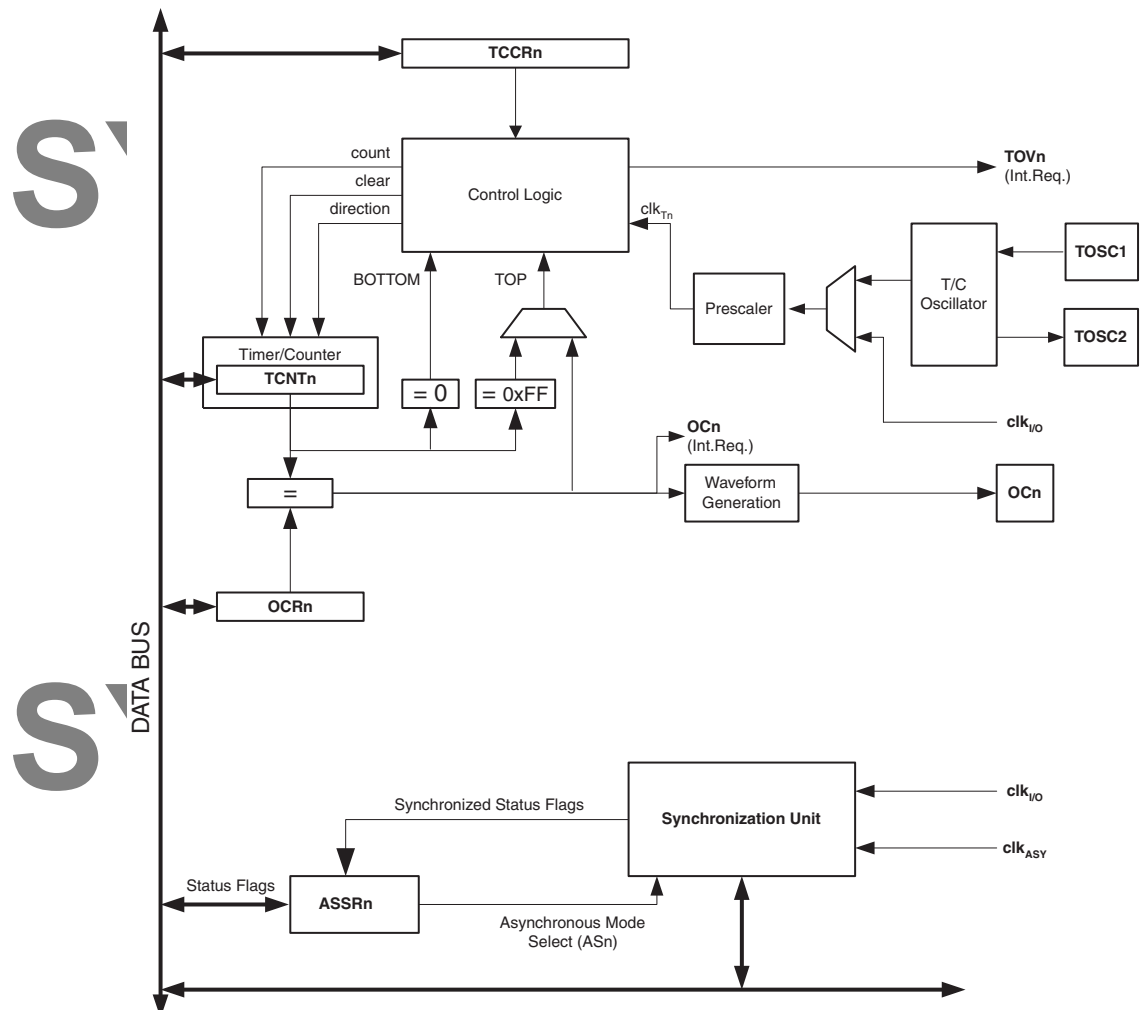 TCCRn
count
clear
direction
Control Logic
clkTn
TOVn
(Int.Req.)
BOTTOM
TOP
Prescaler
T/C
Oscillator
TOSC1
TOSC2
Timer/Counter
TCNTn
= 0
= 0xFF
clkI/O
OCn
(Int.Req.)
=
Waveform
Generation
OCn
OCRn
DATA BUS
S
S
Synchronized Status Flags
Synchronization Unit
clkI/O
clkASY
Status Flags
ASSRn
Asynchronous Mode
Select (ASn)